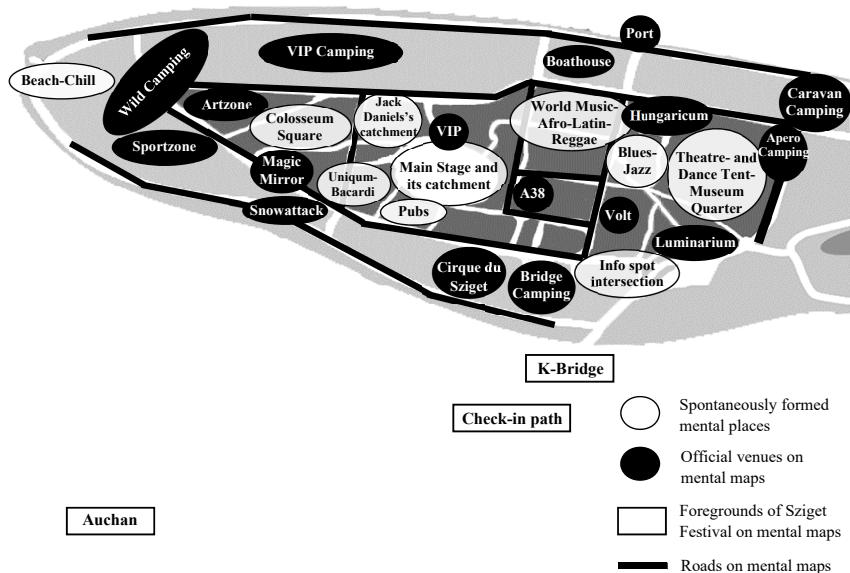 Port
VIP Camping
Boathouse
Beach-Chill
Wild Camping
Caravan
Camping
Artzone
Jack
Daniels's
catchment
World Music-
Afro-Latin-
Reggae
Hungaricum
Colosseum
Square
VIP
Apero
Camping
Sportzone
Blues-
Jazz
Theatre- and
Dance Tent-
Museum
Quarter
Magic
Mirror
Uniqum-
Bacardi
Main Stage and
its catchment
A38
Snowattack
Pubs
Volt
Luminarium
Cirque du
Sziget
Bridge
Camping
Info spot
intersection
K-Bridge
Check-in path
Auchan
Spontaneously formed
mental places
Official venues on
mental maps
Foregrounds of Sziget
Festival on mental maps
Roads on mental maps